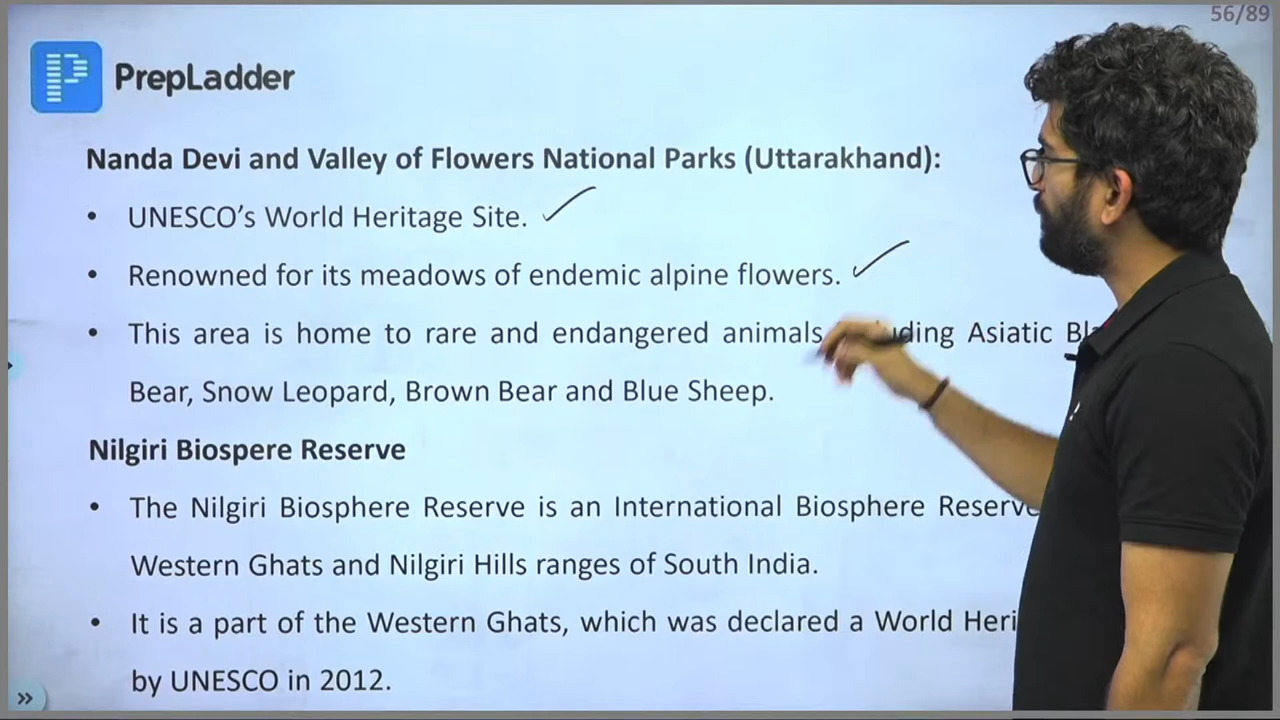 56/89
PrepLadder
Nanda Devi and Valley of Flowers National Parks (Uttarakhand):
• UNESCO's World Heritage Site.
• Renowned for its meadows of endemic alpine flowers.
• This area is home to rare and endangered animals Asiatic
Bear, Snow Leopard, Brown Bear and Blue Sheep.
Nilgiri Biospere Reserve
• The Nilgiri Biosphere Reserve is an International Biosphere Reserve
Western Ghats and Nilgiri Hills ranges of South India.
• It is a part of the Western Ghats, which was declared a World
by UNESCO in 2012.